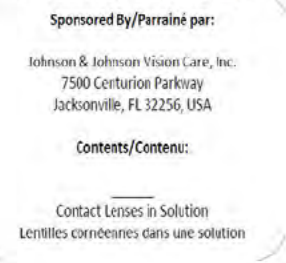 Sponsored By/Parrainé par:
Johnson & Johnson Vision Care, Inc.
7500 Centurion Parkway
Jacksonville, FL 32256, USA
Contents/Contenu:
Contact Lenses in Solution
Lentilles cornéennes dans une solution